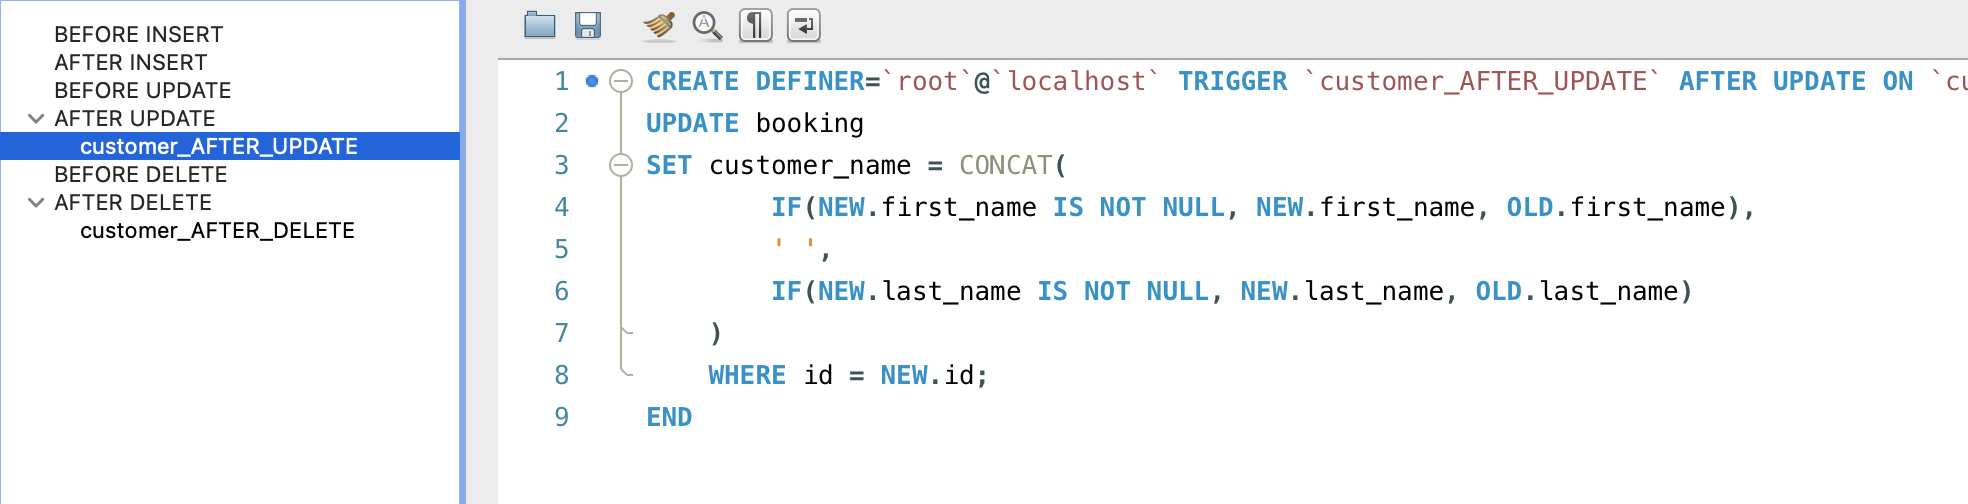 BEFORE INSERT
AFTER INSERT
BEFORE UPDATE
AFTER UPDATE
customer_AFTER_UPDATE
BEFORE DELETE
AFTER DELETE
customer_AFTER_DELETE
1 CREATE DEFINER=`root`@`localhost` TRIGGER `customer_AFTER_UPDATE` AFTER UPDATE ON `cu
2 UPDATE booking
3 SET customer_name = CONCAT(
4 IF(NEW.first_name IS NOT NULL, NEW.first_name, OLD.first_name),
5 ' ',
6 IF(NEW.last_name IS NOT NULL, NEW.last_name, OLD.last_name)
7 )
8 WHERE id = NEW.id;
9 END